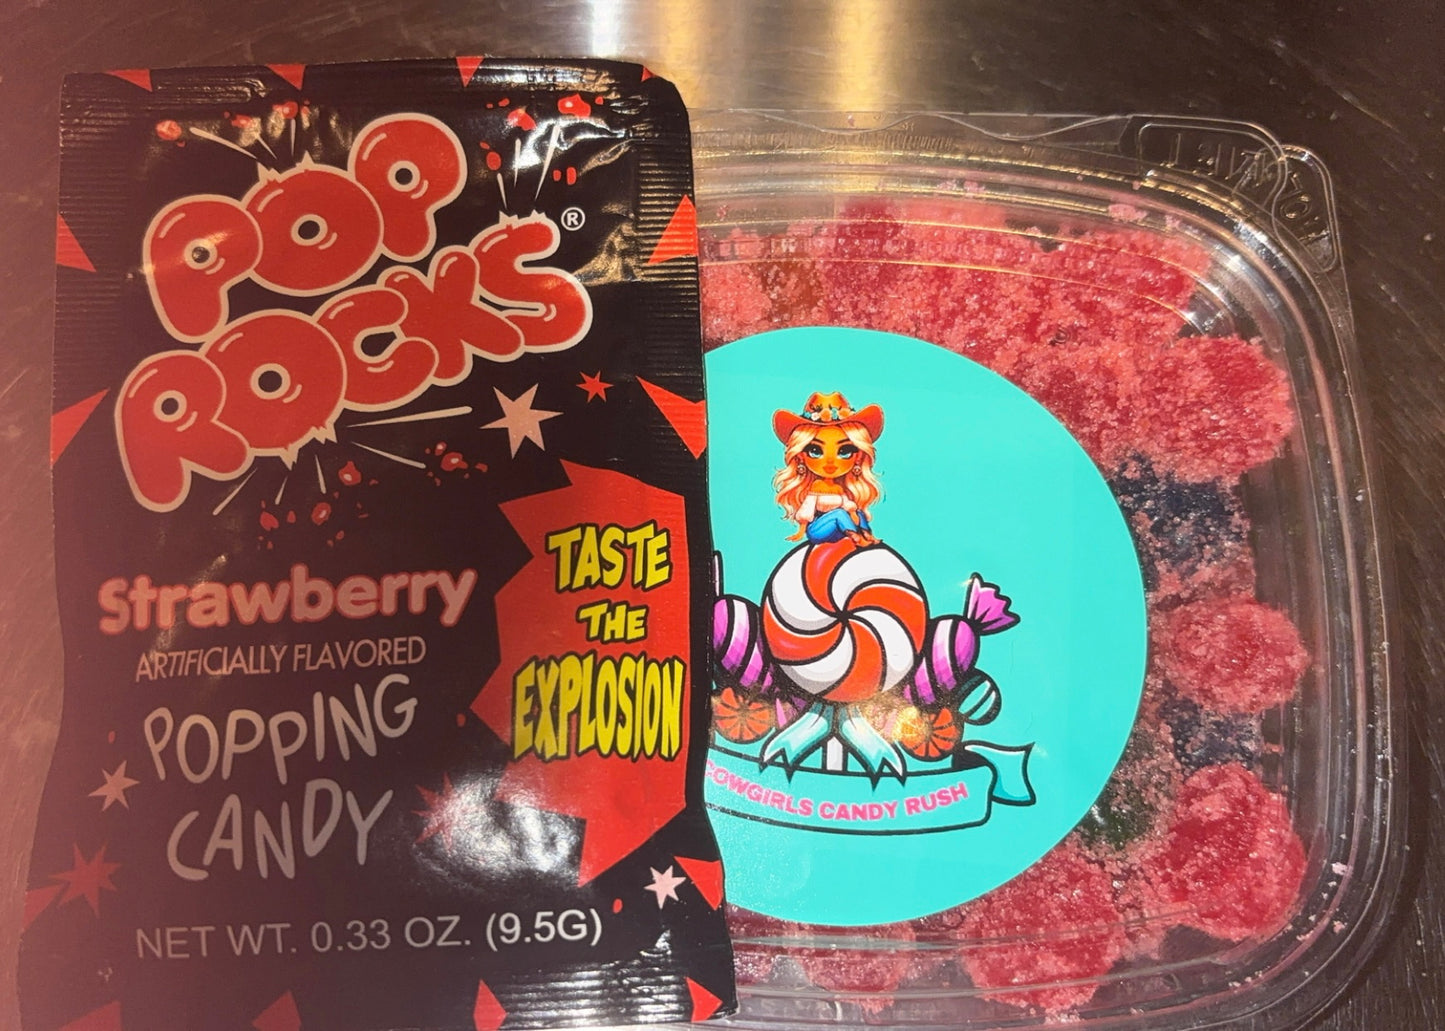 POP
ROCKS®
Strawberry
ARTIFICIALLY FLAVORED
POPPING
CANDY
TASTE
THE
EXPLOSION
NET WT. 0.33 OZ. (9.5G)
COWGIRLS CANDY RUSH